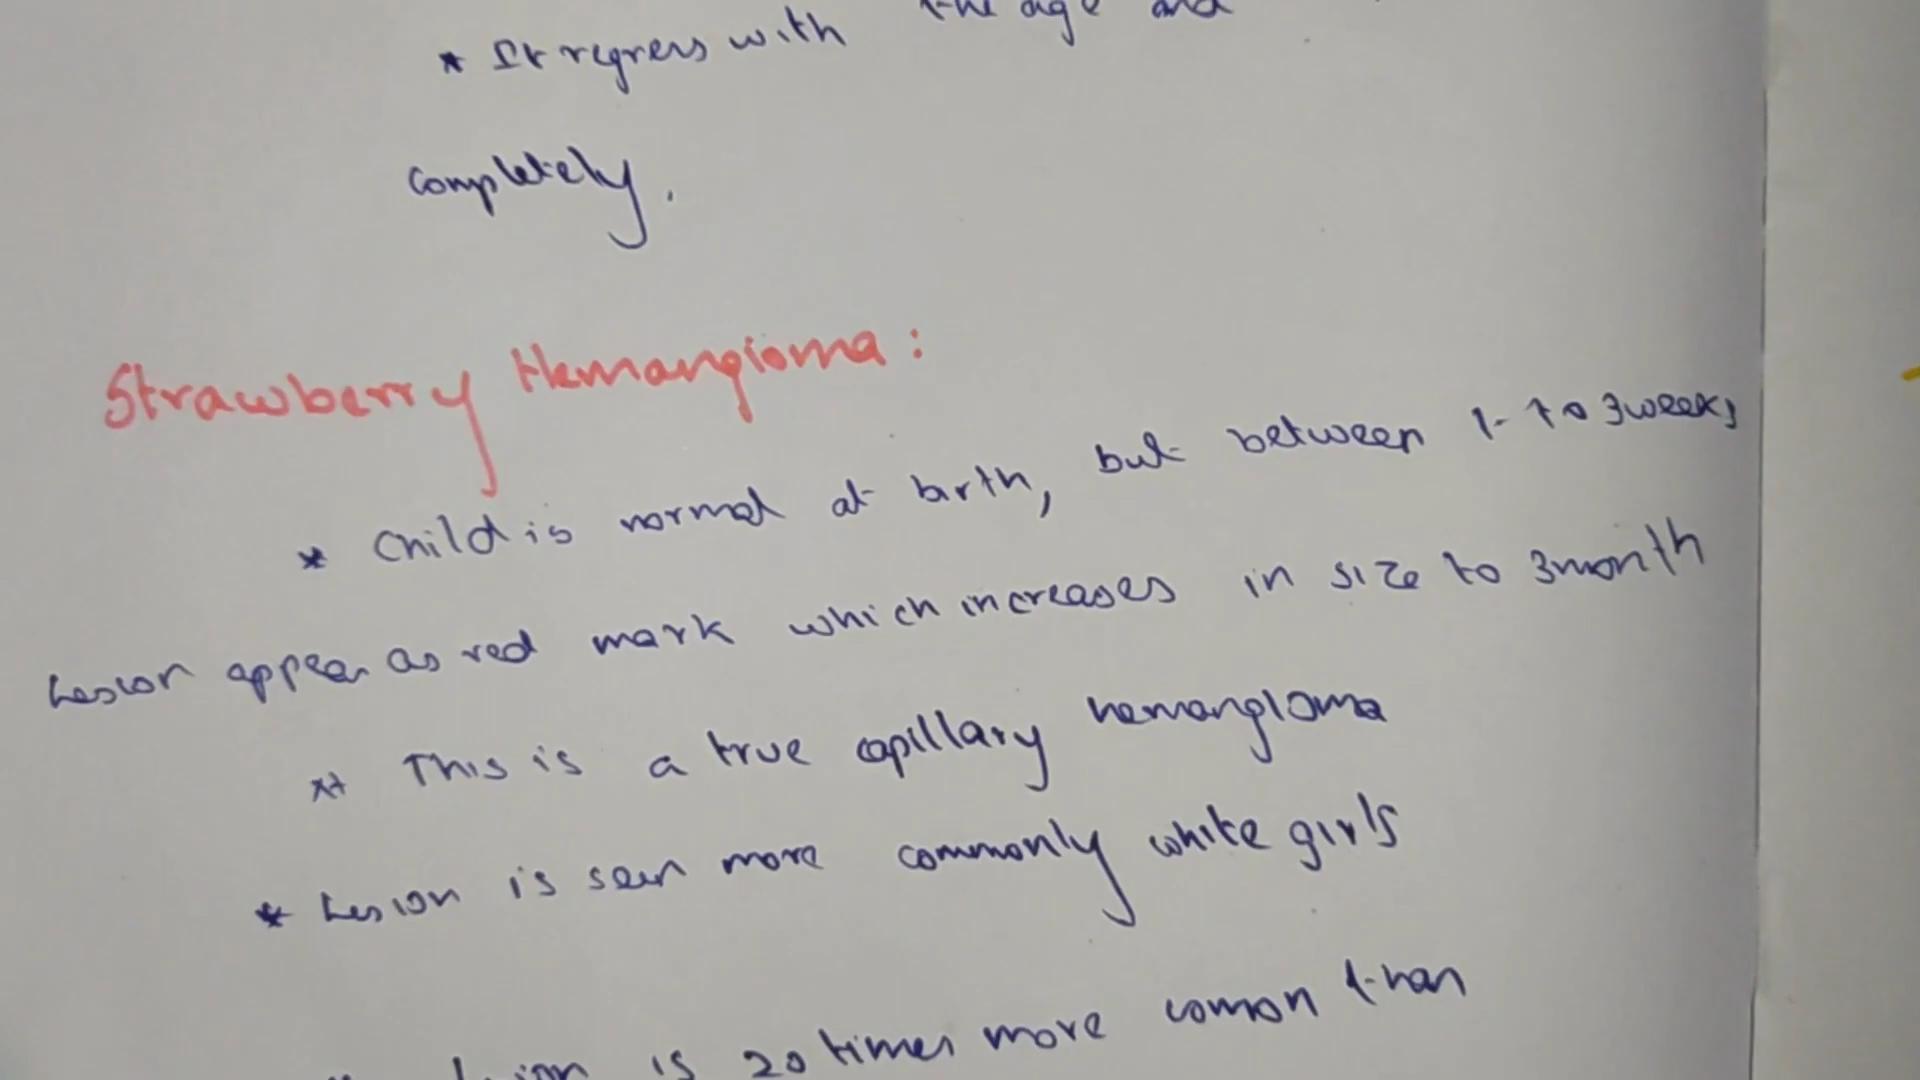 * It regress with the age and
completely.
Strawberry Hemangioma :
* Child is normal at birth, but between 1 to 3 weeks
Lesion appear as red mark which increases in size to 3 month
* This is a true capillary hemangioma
* Lesion is seen more commonly white girls
is 20 times more common than